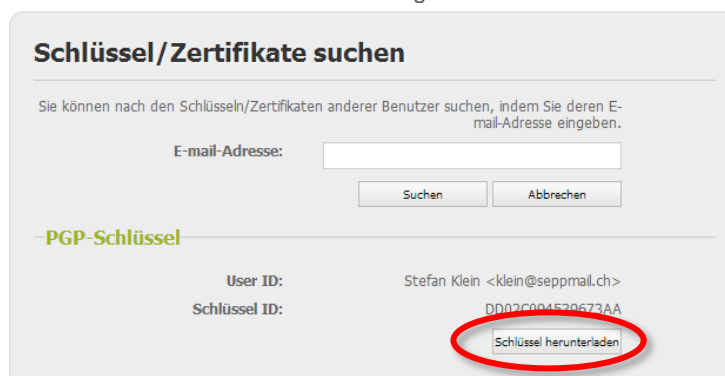 Schlüssel/Zertifikate suchen
Sie können nach den Schlüsseln/Zertifikaten anderer Benutzer suchen, indem Sie deren E-
mail-Adresse eingeben.
E-mail-Adresse:
Suchen Abbrechen
PGP-Schlüssel
User ID: Stefan Klein <klein@seppmail.ch>
Schlüssel ID:
Schlüssel herunterladen